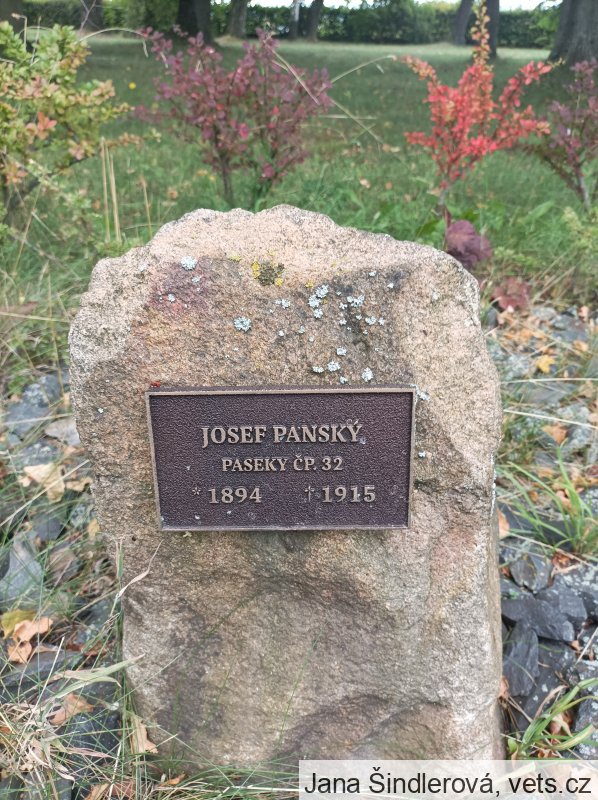 JOSEF PANSKÝ
PASEKY ČP. 32
* 1894 † 1915
Jana Šindlerová, vets.cz